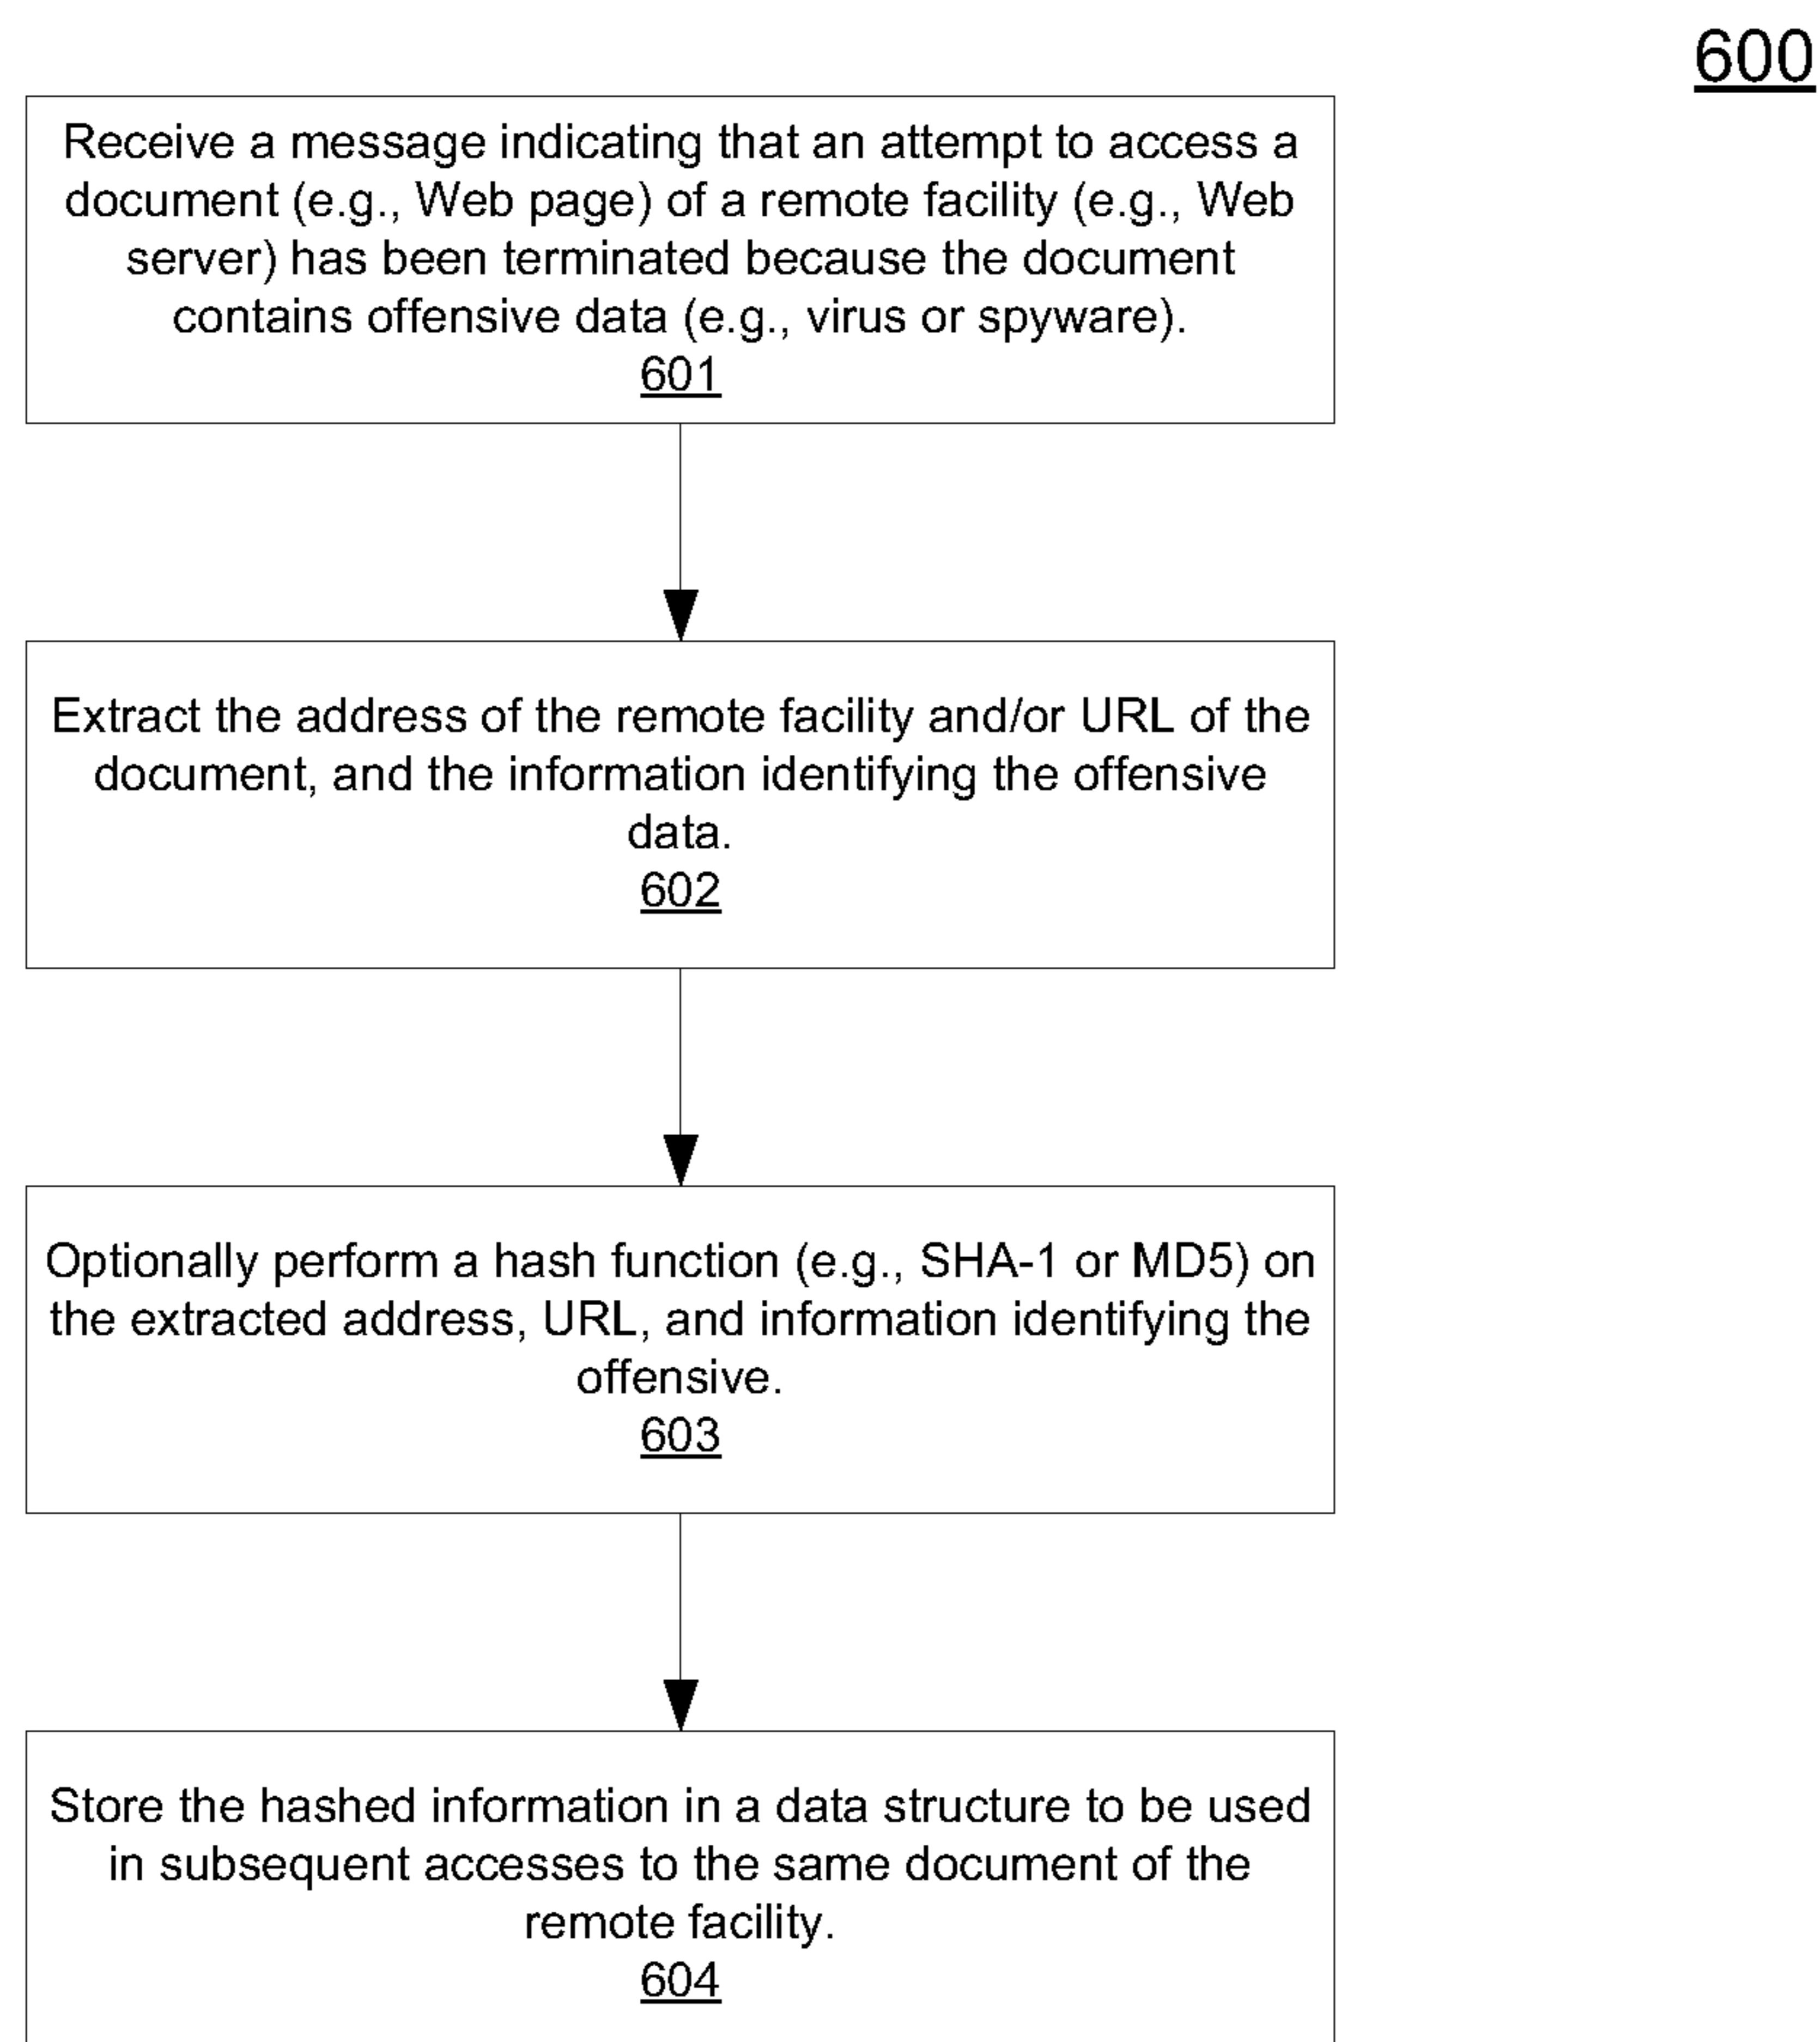 600
Receive a message indicating that an attempt to access a
document (e.g., Web page) of a remote facility (e.g., Web
server) has been terminated because the document
contains offensive data (e.g., virus or spyware).
601
Extract the address of the remote facility and/or URL of the
document, and the information identifying the offensive
data.
602
Optionally perform a hash function (e.g., SHA-1 or MD5) on
the extracted address, URL, and information identifying the
offensive.
603
Store the hashed information in a data structure to be used
in subsequent accesses to the same document of the
remote facility.
604